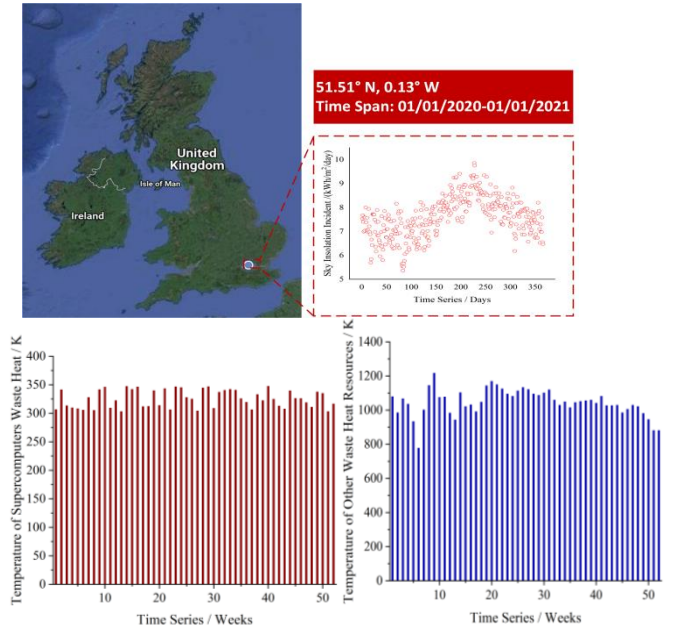 51.51° N, 0.13° W
Time Span: 01/01/2020-01/01/2021
United
Kingdom
Isle of Man
Ireland
Sky Insolation Incident /(kWh/m²/day)
10
9
8
7
6
5
0 50 100 150 200 250 300 350
Time Series / Days
Temperature of Supercomputers Waste Heat / K
400
350
300
250
200
150
100
50
0
10 20 30 40 50
Time Series / Weeks
Temperature of Other Waste Heat Resources / K
1400
1200
1000
800
600
400
200
0
10 20 30 40 50
Time Series / Weeks